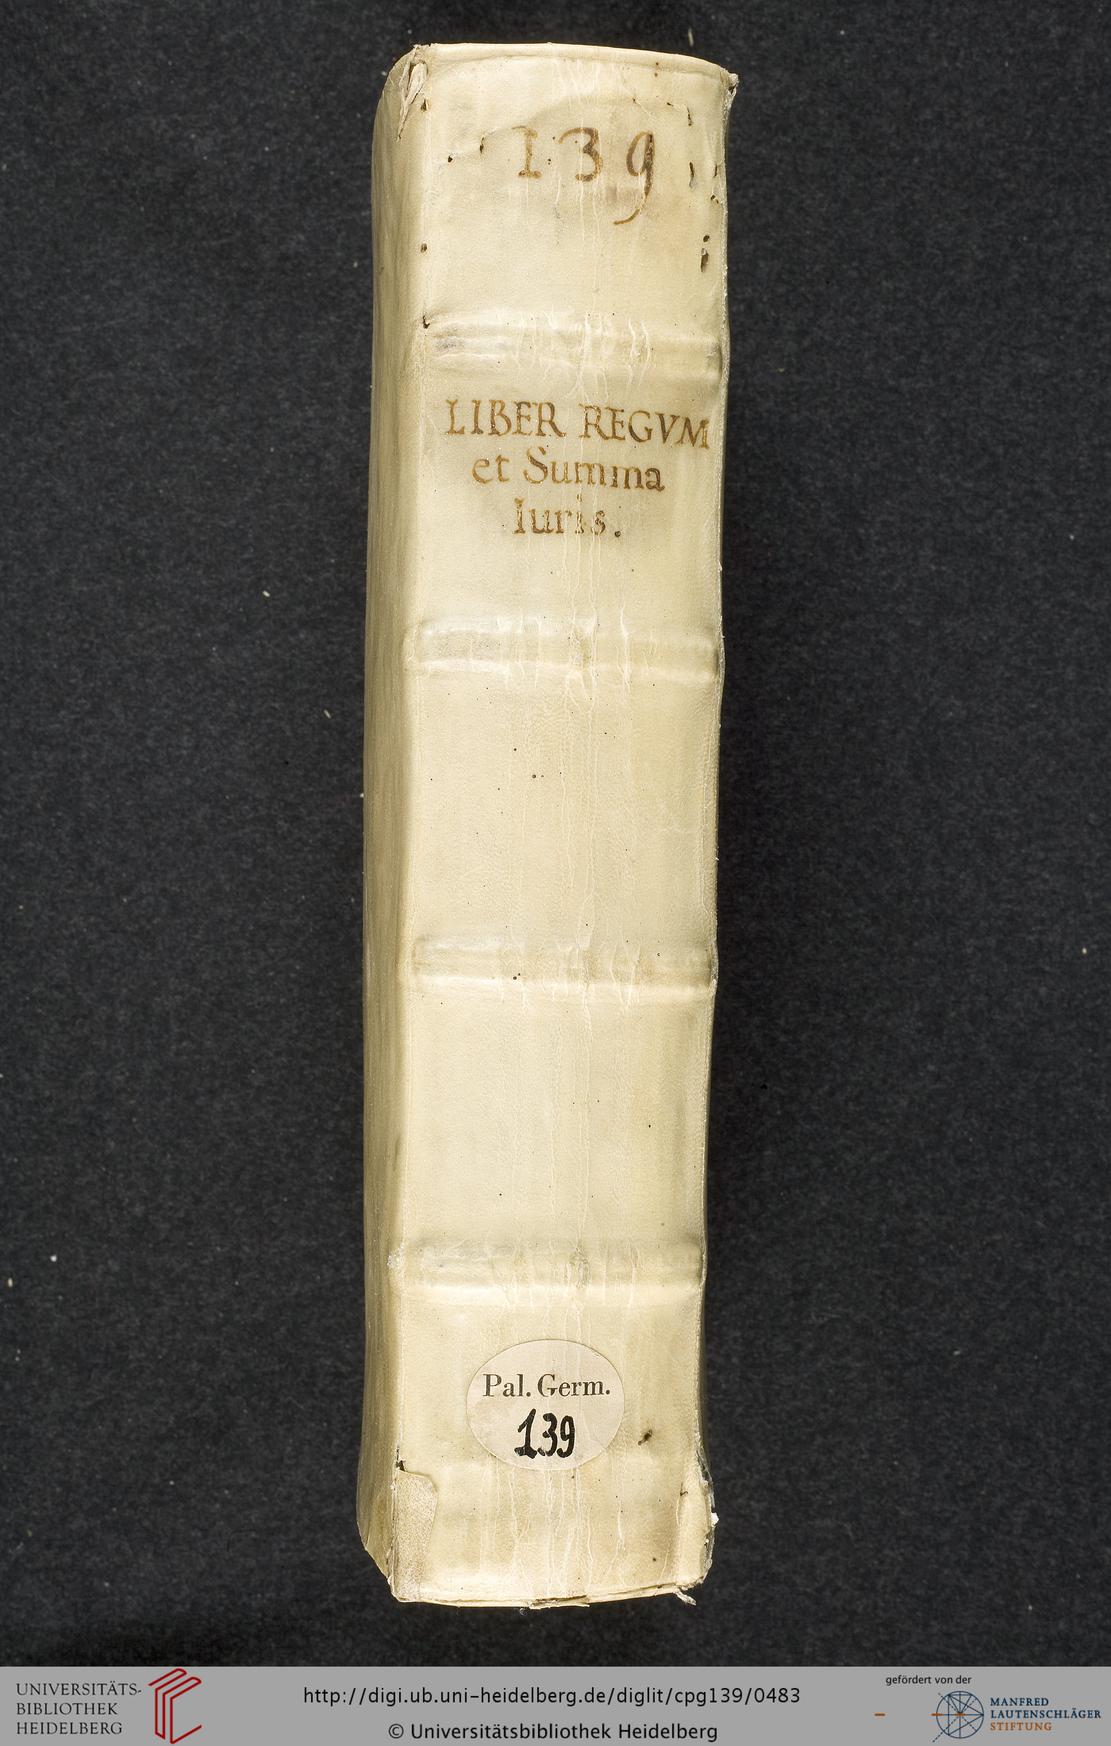 139
LIBER REGVM
et Summa
Iuris.
Pal. Germ.
139
UNIVERSITÄTS-
BIBLIOTHEK
HEIDELBERG
http://digi.ub.uni-heidelberg.de/diglit/cpg139/0483
© Universitätsbibliothek Heidelberg
gefördert von der
MANFRED
LAUTENSCHLÄGER
STIFTUNG